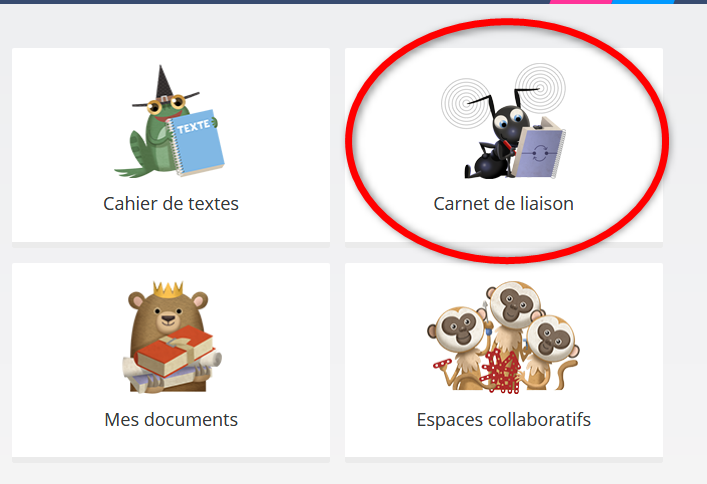 TEXTE
Cahier de textes
Carnet de liaison
Mes documents
Espaces collaboratifs